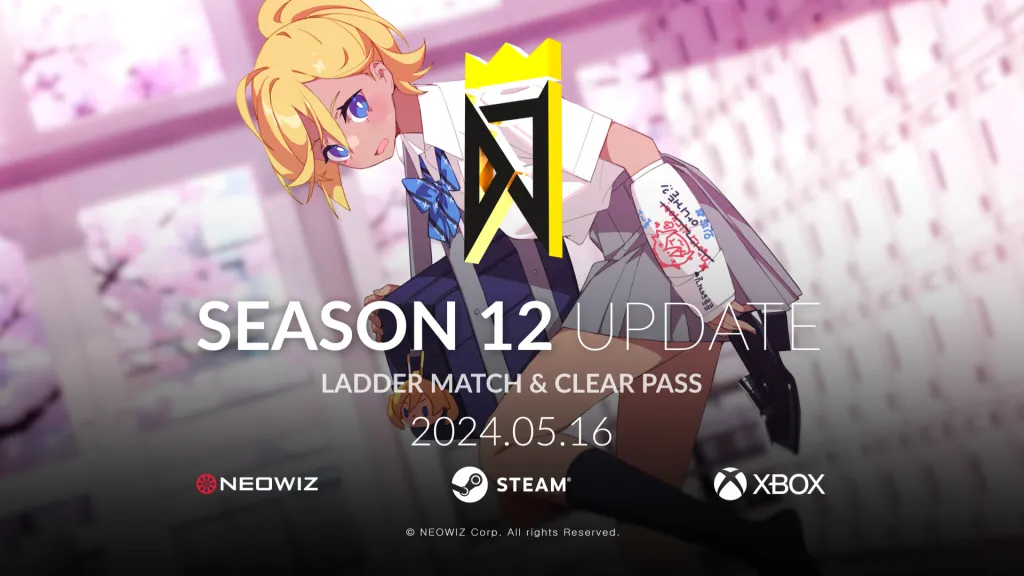 SEASON 12 UPDATE
LADDER MATCH & CLEAR PASS
2024.05.16
NEOWIZ
STEAM®
XBOX
© NEOWIZ Corp. All rights Reserved.